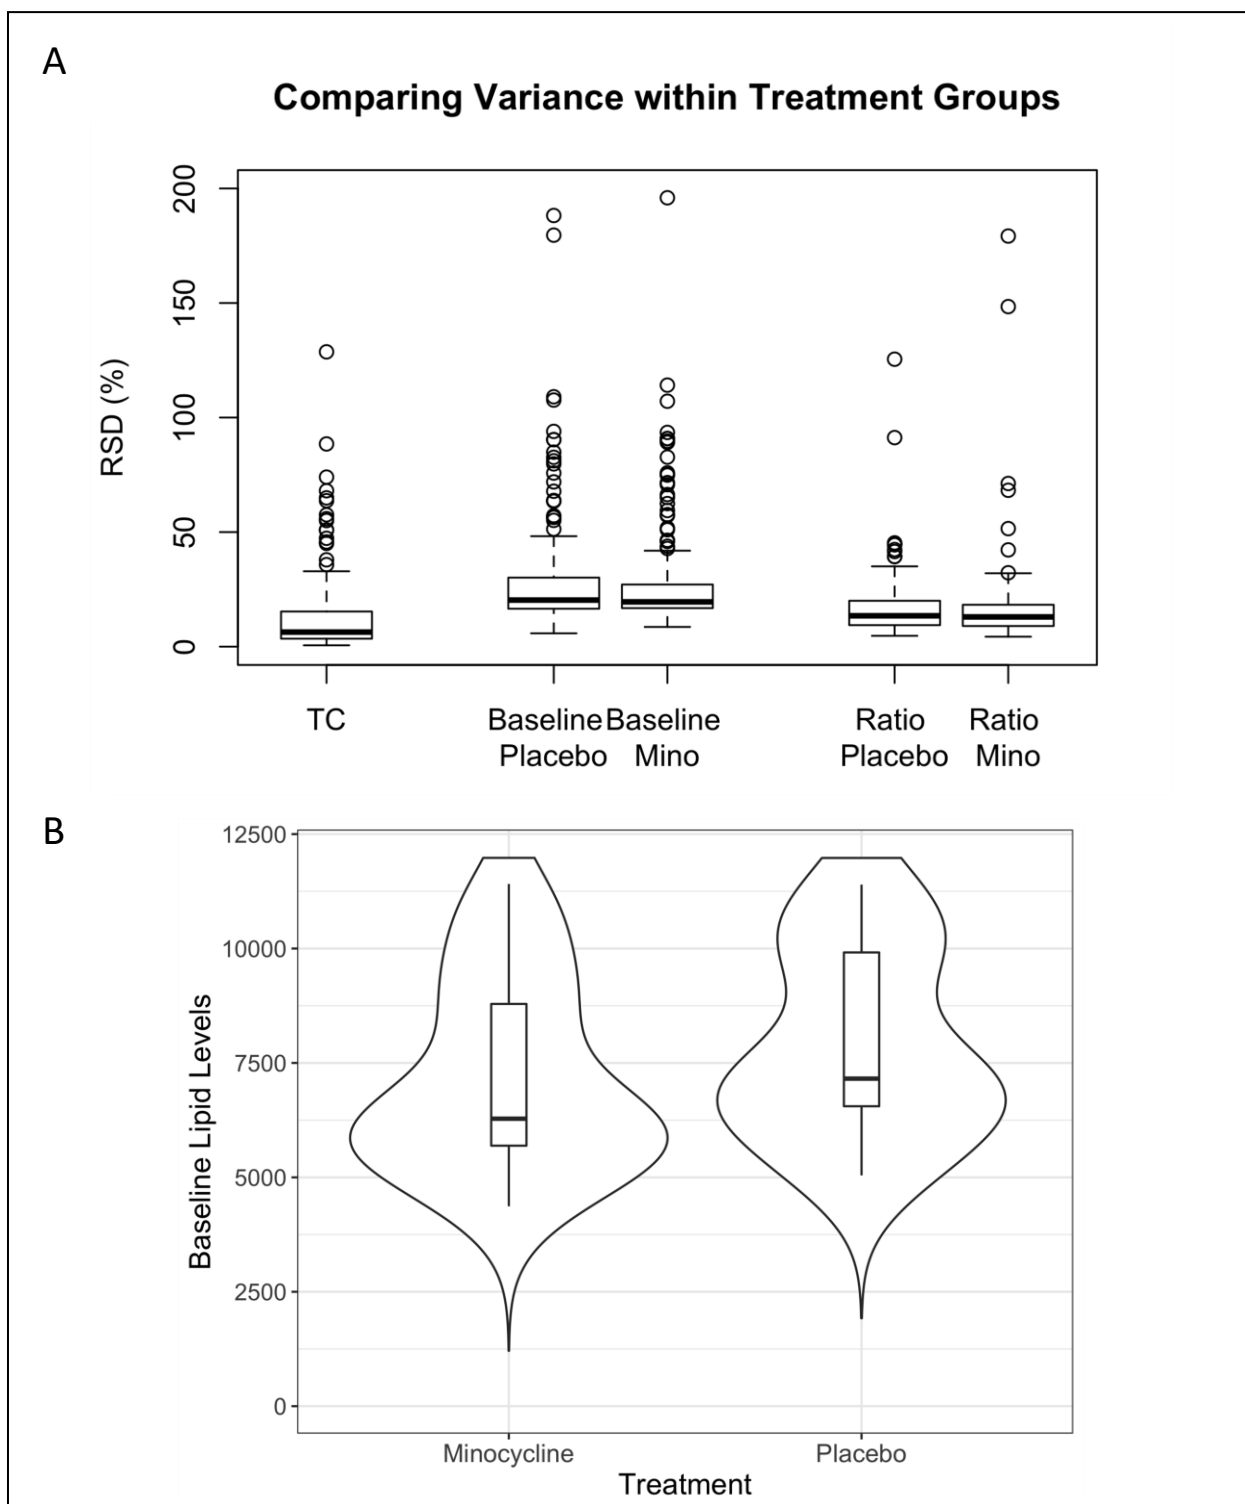 A
Comparing Variance within Treatment Groups
RSD (%)
200
150
100
50
0
TC
Baseline Placebo
Baseline Mino
Ratio Placebo
Ratio Mino
B
Baseline Lipid Levels
12500
10000
7500
5000
2500
0
Minocycline
Placebo
Treatment